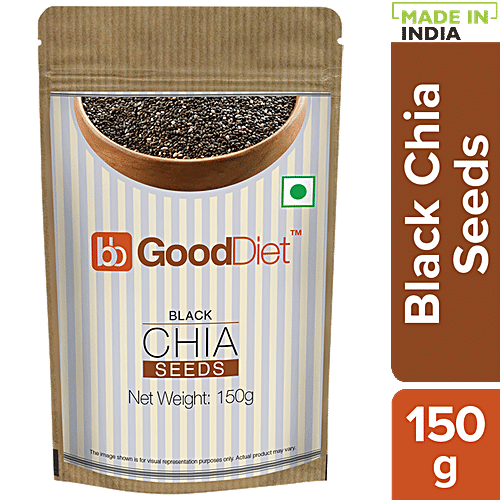 MADE IN
INDIA
bb GoodDiet™
BLACK
CHIA
SEEDS
Net Weight: 150g
The image shown is for visual representation purposes only. Actual product may vary.
Black Chia
Seeds
150
g